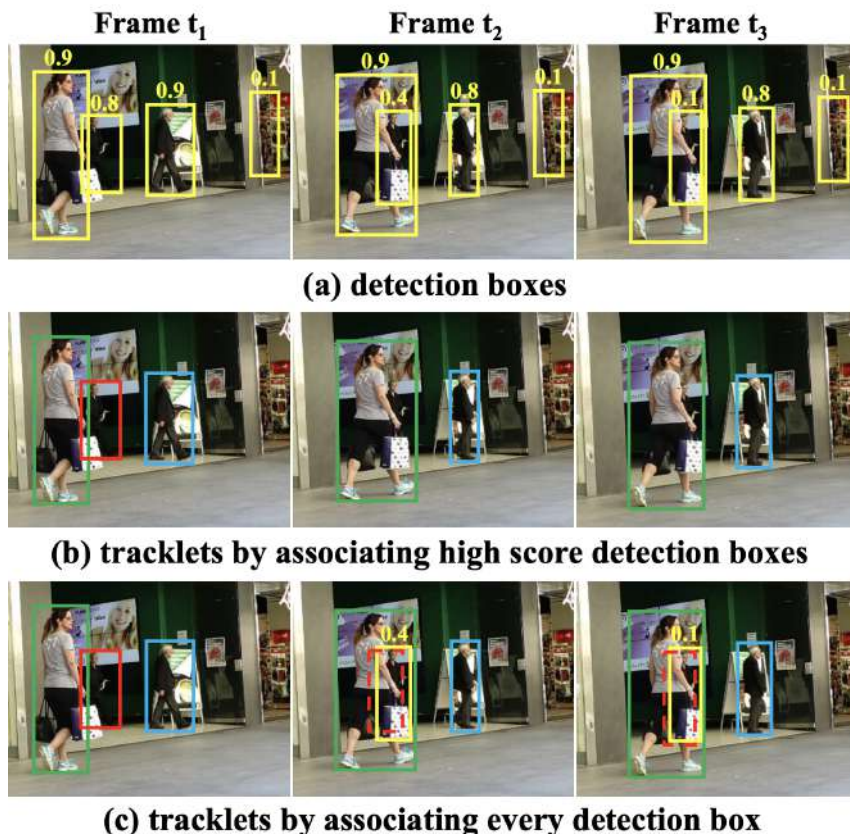 Frame t1 Frame t2 Frame t3
0.9 0.8 0.9 0.1 0.9 0.4 0.8 0.1 0.9 0.1 0.8 0.1
(a) detection boxes
(b) tracklets by associating high score detection boxes
0.4 0.1
(c) tracklets by associating every detection box